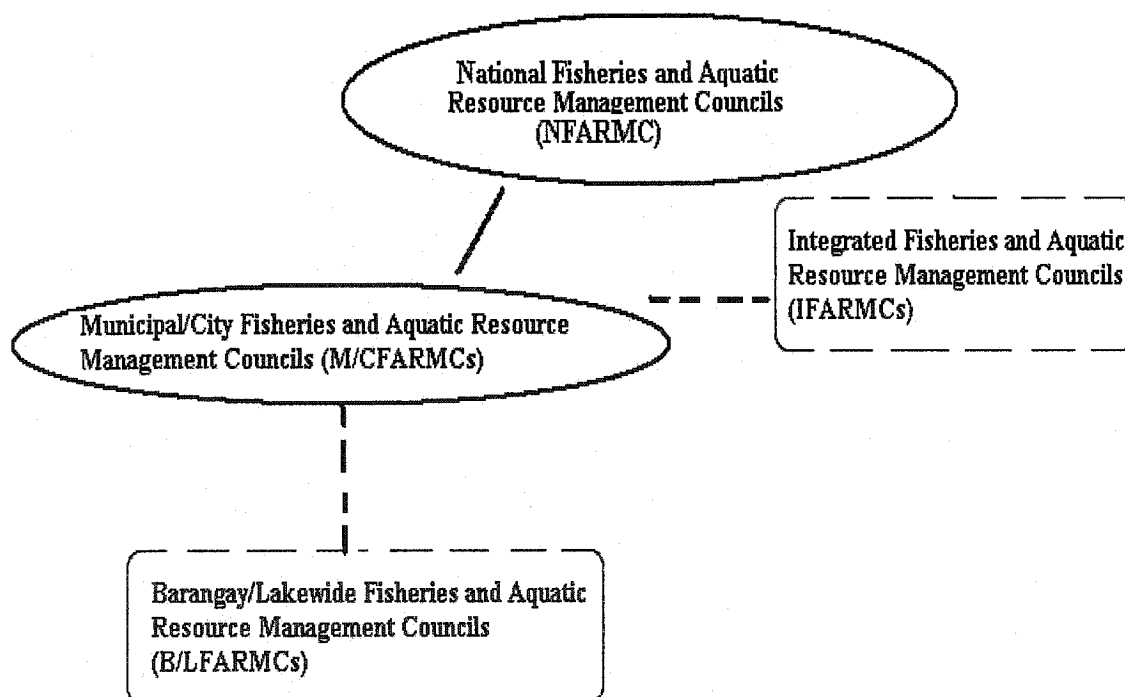 National Fisheries and Aquatic
Resource Management Councils
(NFARMC)
Integrated Fisheries and Aquatic
Resource Management Councils
(IFARMCs)
Municipal/City Fisheries and Aquatic Resource
Management Councils (M/CFARMCs)
Barangay/Lakewide Fisheries and Aquatic
Resource Management Councils
(B/LFARMCs)